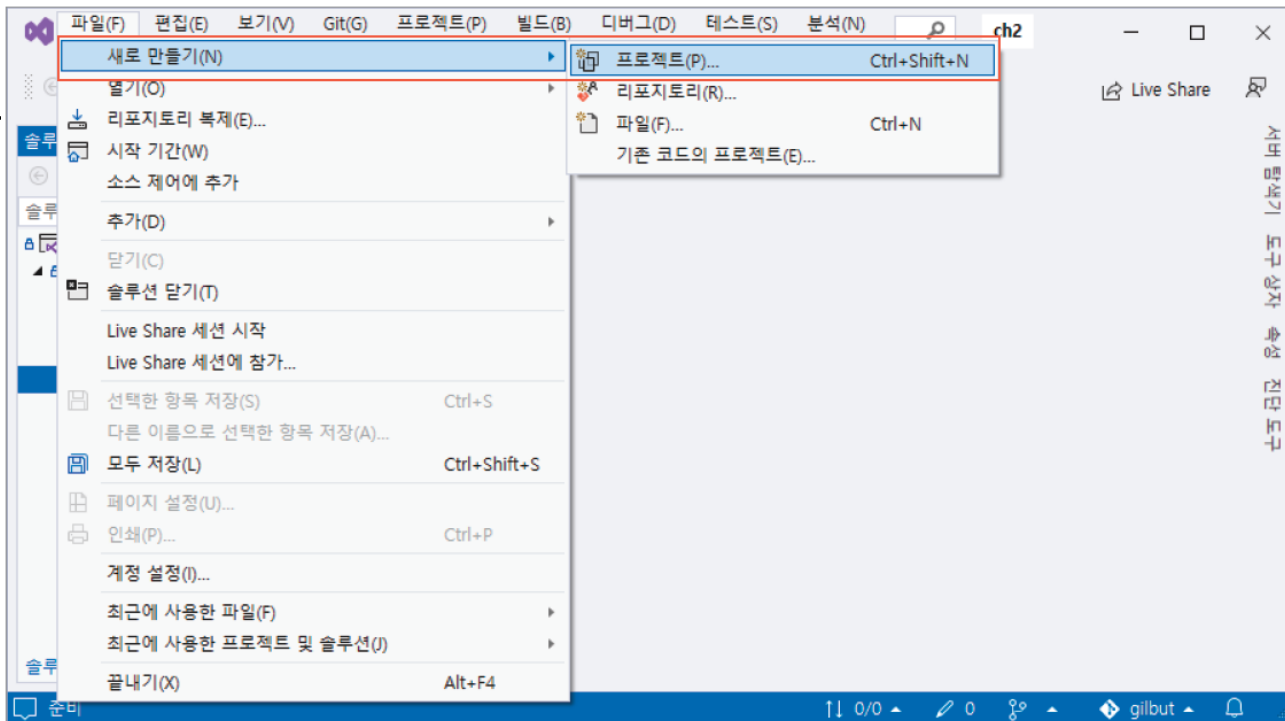 파일(F) 편집(E) 보기(V) Git(G) 프로젝트(P) 빌드(B) 디버그(D) 테스트(S) 분석(N) ch2
새로 만들기(N)
프로젝트(P)... Ctrl+Shift+N
열기(O)
리포지토리(R)...
Live Share
리포지토리 복제(E)...
파일(F)... Ctrl+N
시작 기간(W)
기존 코드의 프로젝트(E)...
소스 제어에 추가
추가(D)
닫기(C)
솔루션 닫기(T)
Live Share 세션 시작
Live Share 세션에 참가...
선택한 항목 저장(S) Ctrl+S
다른 이름으로 선택한 항목 저장(A)...
모두 저장(L) Ctrl+Shift+S
페이지 설정(U)...
인쇄(P)... Ctrl+P
계정 설정(I)...
최근에 사용한 파일(F)
최근에 사용한 프로젝트 및 솔루션(J)
끝내기(X) Alt+F4
솔루
솔루
솔루
서버 탐색기
도구 상자
속성
진단 도구
준비 0/0 0 gilbut